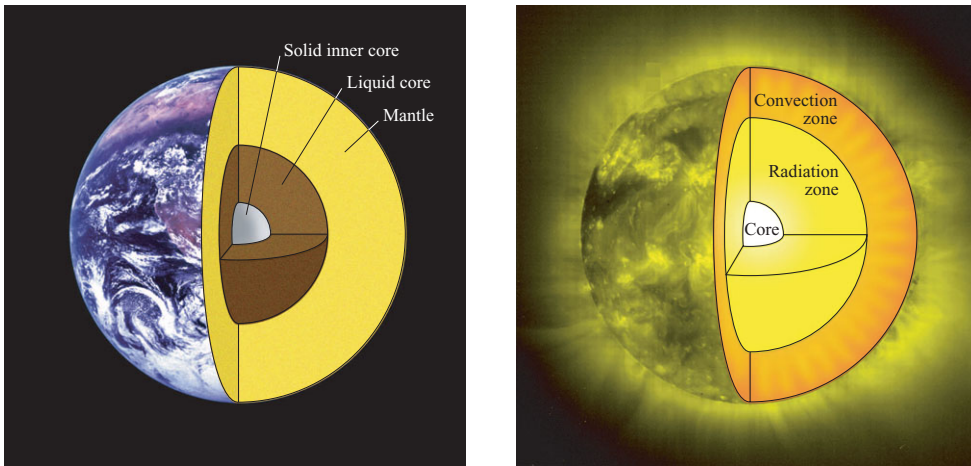 Solid inner core
Liquid core
Mantle
Convection
zone
Radiation
zone
Core